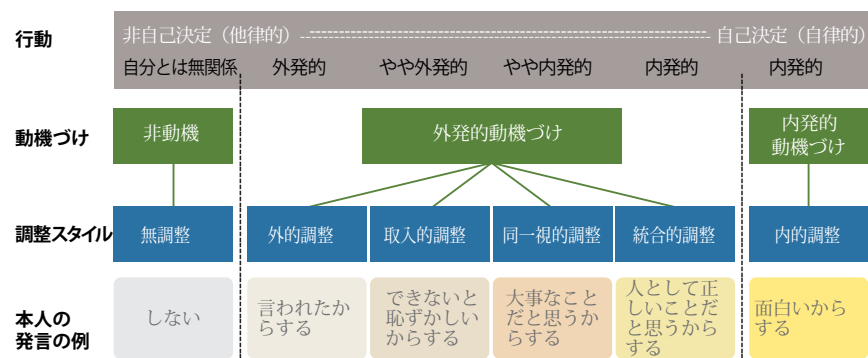 行動
非自己決定（他律的） 自己決定（自律的）
自分とは無関係 外発的 やや外発的 やや内発的 内発的 内発的
動機づけ
非動機
外発的動機づけ
内発的
動機づけ
調整スタイル
無調整
外的調整
取入的調整
同一視的調整
統合的調整
内的調整
本人の
発言の例
しない
言われたか
らする
できないと
恥ずかしい
からする
大事なこと
だと思うか
らする
人として正
しいことだ
と思うから
する
面白いから
する